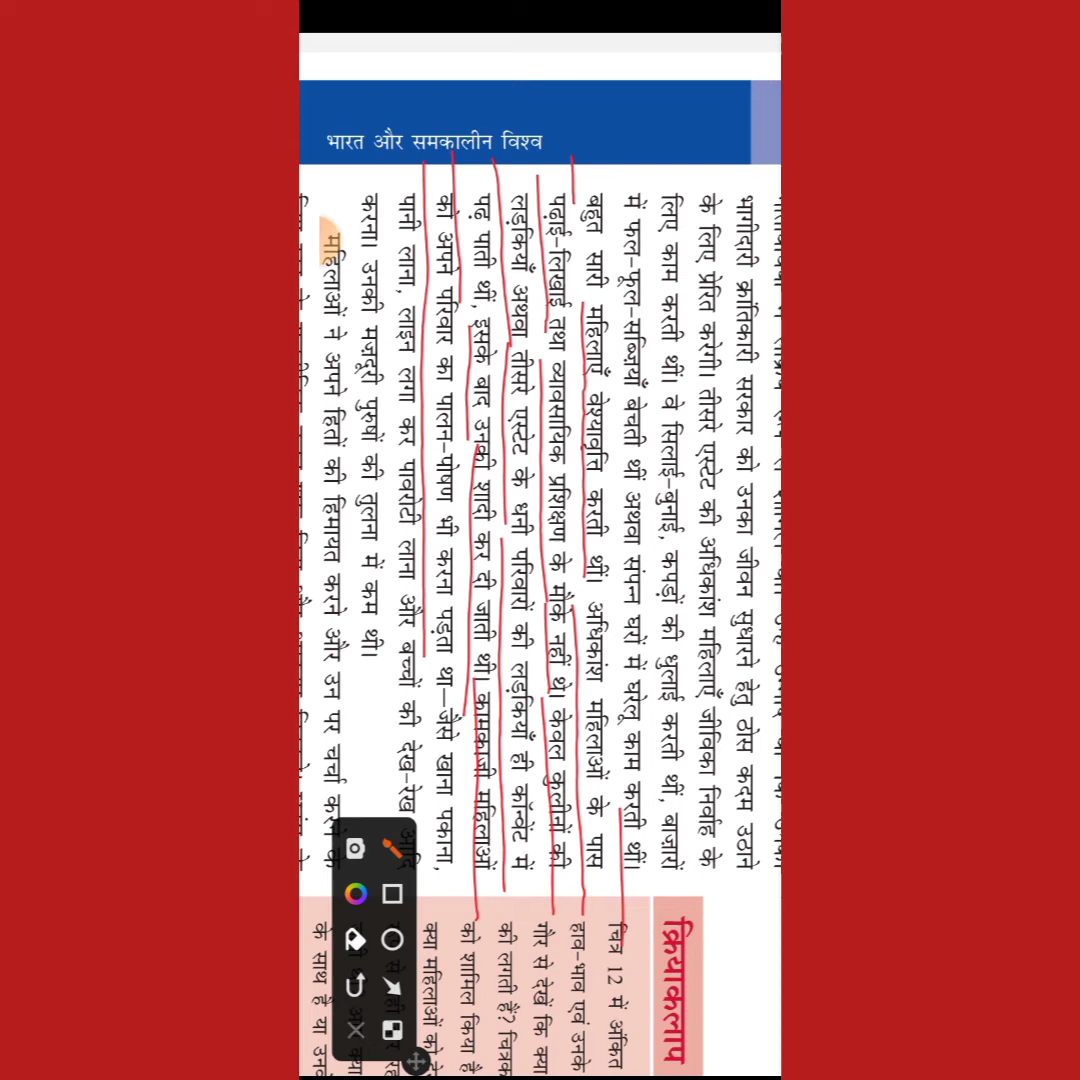 भारत और समकालीन विश्व
भागीदारी क्रांतिकारी सरकार को उनका जीवन सुधारने हेतु ठोस कदम उठाने
के लिए प्रेरित करेगी। तीसरे एस्टेट की अधिकांश महिलाएँ जीविका निर्वाह के
लिए काम करती थीं। वे सिलाई-बुनाई, कपड़ों की धुलाई करती थीं, बाज़ारों
में फल-फूल-सब्ज़ियाँ बेचती थीं अथवा संपन्न घरों में घरेलू काम करती थीं।
बहुत सारी महिलाएँ वेश्यावृत्ति करती थीं। अधिकांश महिलाओं के पास
पढ़ाई-लिखाई तथा व्यावसायिक प्रशिक्षण के मौके नहीं थे। केवल कुलीनों की
लड़कियाँ अथवा तीसरे एस्टेट के धनी परिवारों की लड़कियाँ ही कॉन्वेंट में
पढ़ पाती थीं, इसके बाद उनकी शादी कर दी जाती थी। कामकाजी महिलाओं
को अपने परिवार का पालन-पोषण भी करना पड़ता था—जैसे खाना पकाना,
पानी लाना, लाइन लगा कर पावरोटी लाना और बच्चों की देख-रेख आदि
करना। उनकी मज़दूरी पुरुषों की तुलना में कम थी।
महिलाओं ने अपने हितों की हिमायत करने और उन पर चर्चा करने के
क्रियाकलाप
चित्र 12 में अंकित
हाव-भाव एवं उनके
गौर से देखें कि क्या
की लगती हैं? चित्रक
को शामिल किया है
क्या महिलाओं को
के साथ हैं या उनव